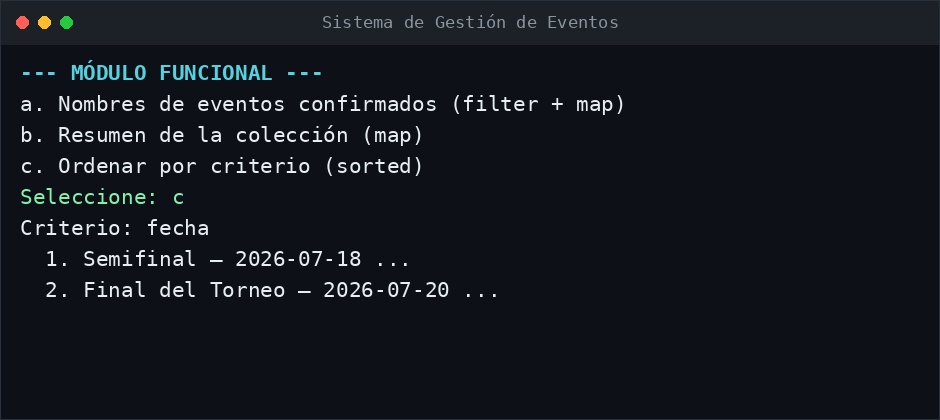 Sistema de Gestión de Eventos
--- MÓDULO FUNCIONAL ---
a. Nombres de eventos confirmados (filter + map)
b. Resumen de la colección (map)
c. Ordenar por criterio (sorted)
Seleccione: c
Criterio: fecha
1. Semifinal — 2026-07-18 ...
2. Final del Torneo — 2026-07-20 ...